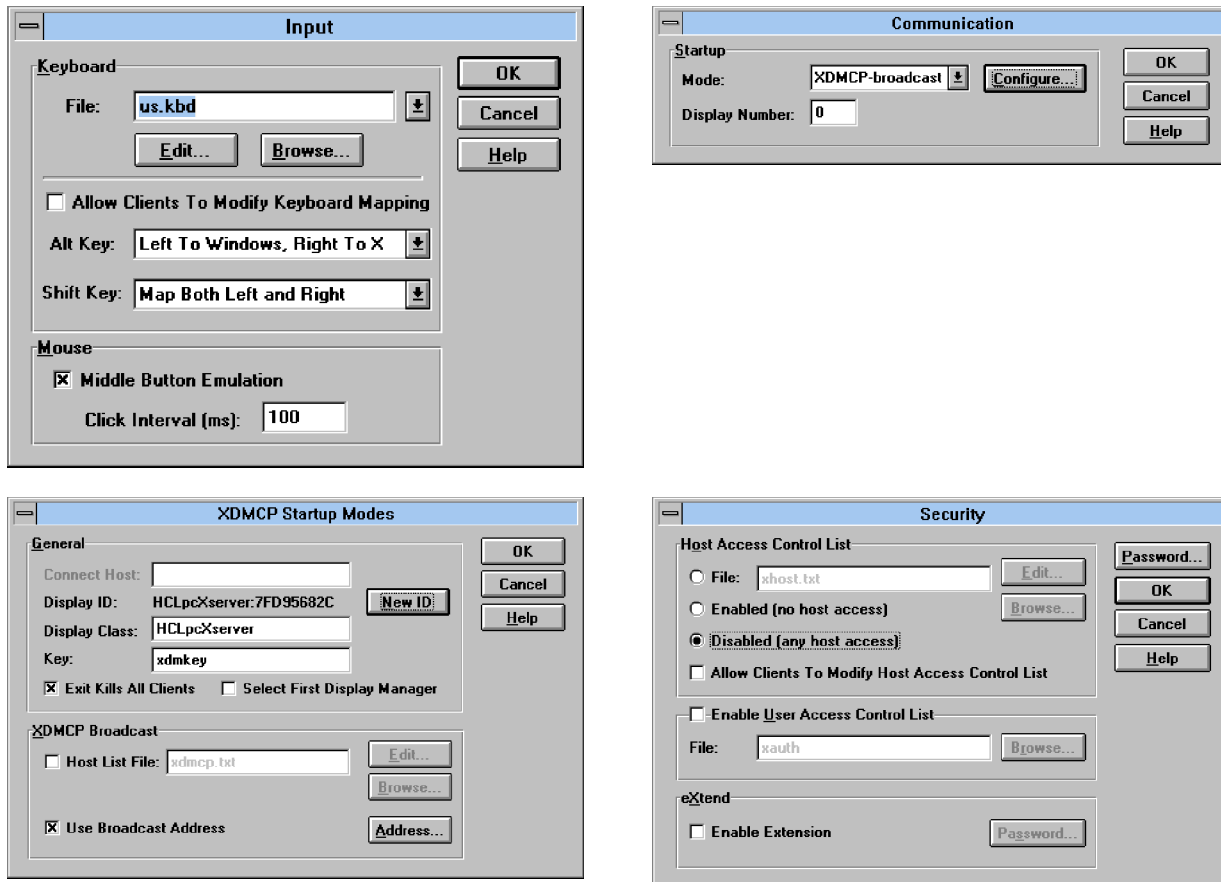 Input
Keyboard
File: us.kbd
Edit... Browse...
Allow Clients To Modify Keyboard Mapping
Alt Key: Left To Windows, Right To X
Shift Key: Map Both Left and Right
Mouse
Middle Button Emulation
Click Interval (ms): 100
OK
Cancel
Help
Communication
Startup
Mode: XDMCP-broadcast Configure...
Display Number: 0
OK
Cancel
Help
XDMCP Startup Modes
General
Connect Host:
Display ID: HCLpcXserver:7FD95682C New ID
Display Class: HCLpcXserver
Key: xdmkey
Exit Kills All Clients Select First Display Manager
XDMCP Broadcast
Host List File: xdmcp.txt Edit...
Browse...
Use Broadcast Address Address...
OK
Cancel
Help
Security
Host Access Control List
File: xhost.txt Edit...
Enabled (no host access) Browse...
Disabled (any host access)
Allow Clients To Modify Host Access Control List
Enable User Access Control List
File: xauth Browse...
eXtend
Enable Extension Password...
Password...
OK
Cancel
Help